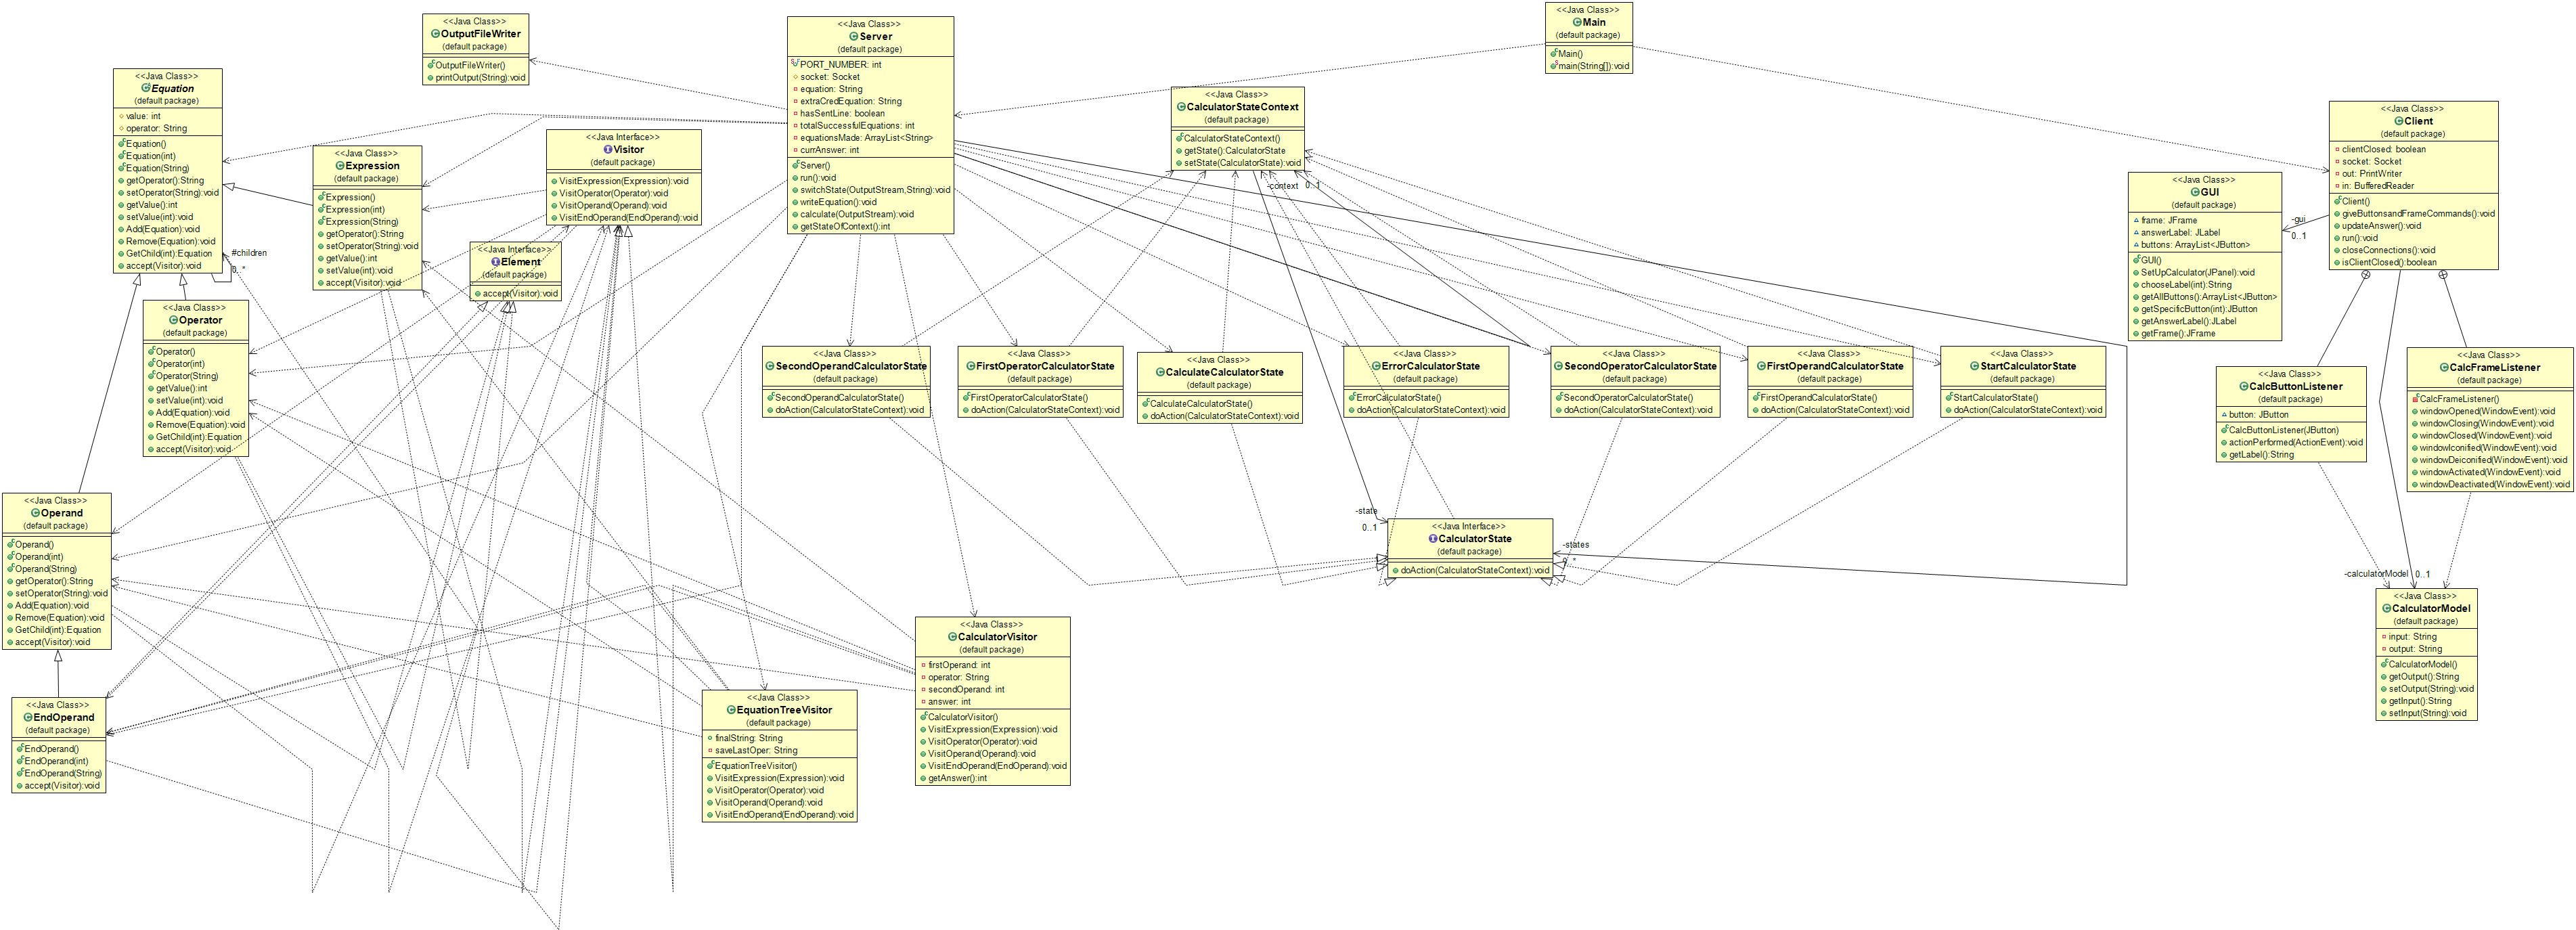 <<Java Class>>
OutputFileWriter
(default package)
OutputFileWriter()
printOutput(String):void
<<Java Class>>
Server
(default package)
PORT_NUMBER: int
socket: Socket
equation: String
extraCredEquation: String
hasSentLine: boolean
totalSuccessfulEquations: int
equationsMade: ArrayList<String>
currAnswer: int
Server()
run():void
switchState(OutputStream,String):void
writeEquation():void
calculate(OutputStream):void
getStateOfContext():int
<<Java Class>>
Main
(default package)
Main()
main(String[]):void
<<Java Class>>
Equation
(default package)
value: int
operator: String
Equation()
Equation(int)
Equation(String)
getOperator():String
setOperator(String):void
getValue():int
setValue(int):void
Add(Equation):void
Remove(Equation):void
GetChild(int):Equation
accept(Visitor):void
#children
0..*
<<Java Class>>
Expression
(default package)
Expression()
Expression(int)
Expression(String)
getOperator():String
setOperator(String):void
getValue():int
setValue(int):void
accept(Visitor):void
<<Java Interface>>
Visitor
(default package)
VisitExpression(Expression):void
VisitOperator(Operator):void
VisitOperand(Operand):void
VisitEndOperand(EndOperand):void
<<Java Interface>>
Element
(default package)
accept(Visitor):void
<<Java Class>>
CalculatorStateContext
(default package)
CalculatorStateContext()
getState():CalculatorState
setState(CalculatorState):void
-context
0..1
<<Java Class>>
Client
(default package)
clientClosed: boolean
socket: Socket
out: PrintWriter
in: BufferedReader
Client()
giveButtonsandFrameCommands():void
updateAnswer():void
run():void
closeConnections():void
isClientClosed():boolean
-gui
0..1
<<Java Class>>
GUI
(default package)
frame: JFrame
answerLabel: JLabel
buttons: ArrayList<JButton>
GUI()
SetUpCalculator(JPanel):void
chooseLabel(int):String
getAllButtons():ArrayList<JButton>
getSpecificButton(int):JButton
getAnswerLabel():JLabel
getFrame():JFrame
<<Java Class>>
Operator
(default package)
Operator()
Operator(int)
Operator(String)
getValue():int
setValue(int):void
Add(Equation):void
Remove(Equation):void
GetChild(int):Equation
accept(Visitor):void
<<Java Class>>
SecondOperandCalculatorState
(default package)
SecondOperandCalculatorState()
doAction(CalculatorStateContext):void
<<Java Class>>
FirstOperatorCalculatorState
(default package)
FirstOperatorCalculatorState()
doAction(CalculatorStateContext):void
<<Java Class>>
CalculateCalculatorState
(default package)
CalculateCalculatorState()
doAction(CalculatorStateContext):void
<<Java Class>>
ErrorCalculatorState
(default package)
ErrorCalculatorState()
doAction(CalculatorStateContext):void
<<Java Class>>
SecondOperatorCalculatorState
(default package)
SecondOperatorCalculatorState()
doAction(CalculatorStateContext):void
<<Java Class>>
FirstOperandCalculatorState
(default package)
FirstOperandCalculatorState()
doAction(CalculatorStateContext):void
<<Java Class>>
StartCalculatorState
(default package)
StartCalculatorState()
doAction(CalculatorStateContext):void
<<Java Class>>
CalcButtonListener
(default package)
button: JButton
CalcButtonListener(JButton)
actionPerformed(ActionEvent):void
getLabel():String
<<Java Class>>
CalcFrameListener
(default package)
CalcFrameListener()
windowOpened(WindowEvent):void
windowClosing(WindowEvent):void
windowClosed(WindowEvent):void
windowIconified(WindowEvent):void
windowDeiconified(WindowEvent):void
windowActivated(WindowEvent):void
windowDeactivated(WindowEvent):void
<<Java Class>>
Operand
(default package)
Operand()
Operand(int)
Operand(String)
getOperator():String
setOperator(String):void
Add(Equation):void
Remove(Equation):void
GetChild(int):Equation
accept(Visitor):void
-state
0..1
<<Java Interface>>
CalculatorState
(default package)
doAction(CalculatorStateContext):void
-states
0..*
-calculatorModel
0..1
<<Java Class>>
CalculatorModel
(default package)
input: String
output: String
CalculatorModel()
getOutput():String
setOutput(String):void
getInput():String
setInput(String):void
<<Java Class>>
EndOperand
(default package)
EndOperand()
EndOperand(int)
EndOperand(String)
accept(Visitor):void
<<Java Class>>
EquationTreeVisitor
(default package)
finalString: String
saveLastOper: String
EquationTreeVisitor()
VisitExpression(Expression):void
VisitOperator(Operator):void
VisitOperand(Operand):void
VisitEndOperand(EndOperand):void
<<Java Class>>
CalculatorVisitor
(default package)
firstOperand: int
operator: String
secondOperand: int
answer: int
CalculatorVisitor()
VisitExpression(Expression):void
VisitOperator(Operator):void
VisitOperand(Operand):void
VisitEndOperand(EndOperand):void
getAnswer():int